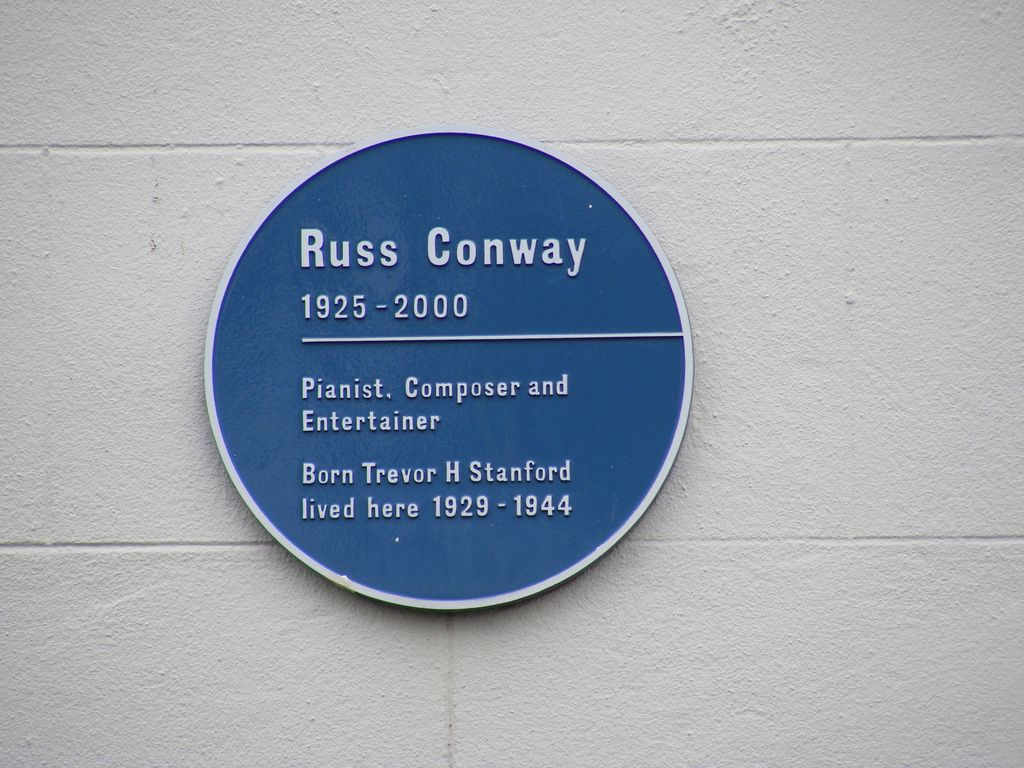 Russ Conway
1925-2000
Pianist, Composer and
Entertainer
Born Trevor H Stanford
lived here 1929-1944